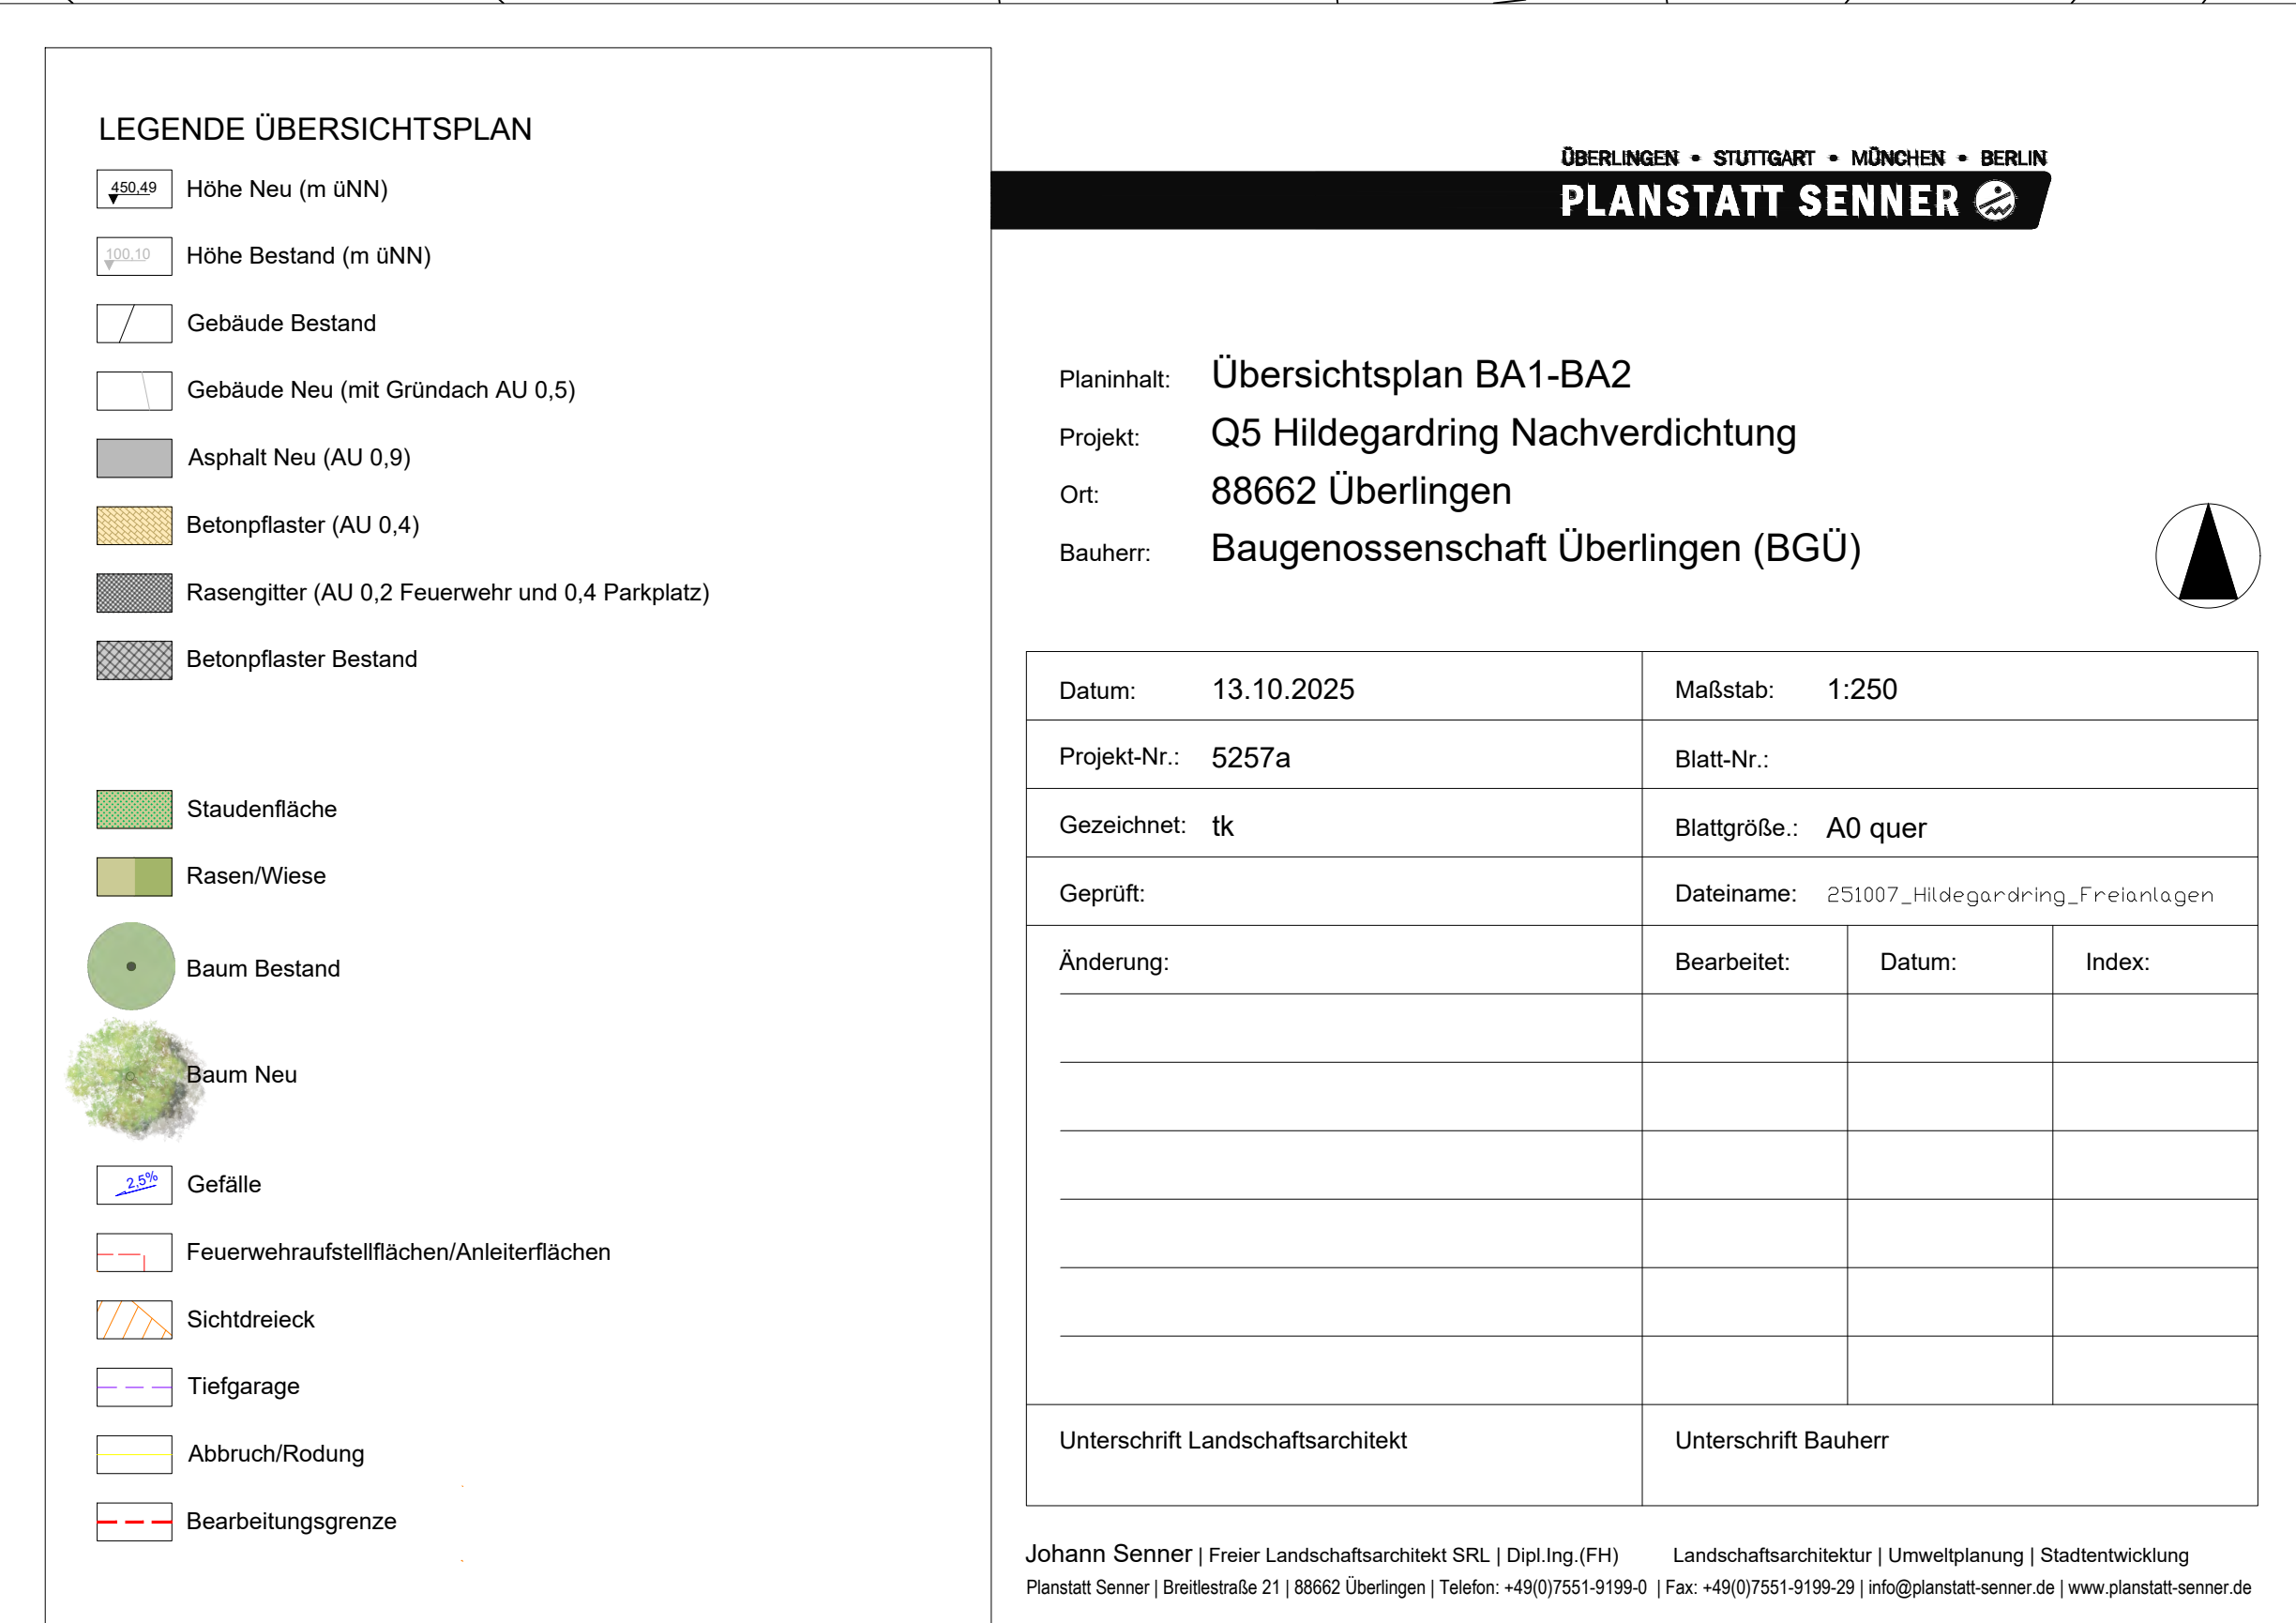 LEGENDE ÜBERSICHTSPLAN
450,49 Höhe Neu (m üNN)
100,10 Höhe Bestand (m üNN)
Gebäude Bestand
Gebäude Neu (mit Gründach AU 0,5)
Asphalt Neu (AU 0,9)
Betonpflaster (AU 0,4)
Rasengitter (AU 0,2 Feuerwehr und 0,4 Parkplatz)
Betonpflaster Bestand
Staudenfläche
Rasen/Wiese
Baum Bestand
Baum Neu
2,5% Gefälle
Feuerwehraufstellflächen/Anleiterflächen
Sichtdreieck
Tiefgarage
Abbruch/Rodung
Bearbeitungsgrenze
ÜBERLINGEN • STUTTGART • MÜNCHEN • BERLIN
PLANSTATT SENNER
Planinhalt: Übersichtsplan BA1-BA2
Projekt: Q5 Hildegardring Nachverdichtung
Ort: 88662 Überlingen
Bauherr: Baugenossenschaft Überlingen (BGÜ)
Datum: 13.10.2025 Maßstab: 1:250
Projekt-Nr.: 5257a Blatt-Nr.:
Gezeichnet: tk Blattgröße.: A0 quer
Geprüft: Dateiname: 251007_Hildegardring_Freianlagen
Änderung: Bearbeitet: Datum: Index:
Unterschrift Landschaftsarchitekt Unterschrift Bauherr
Johann Senner | Freier Landschaftsarchitekt SRL | Dipl.Ing.(FH) Landschaftsarchitektur | Umweltplanung | Stadtentwicklung
Planstatt Senner | Breitlestraße 21 | 88662 Überlingen | Telefon: +49(0)7551-9199-0 | Fax: +49(0)7551-9199-29 | info@planstatt-senner.de | www.planstatt-senner.de